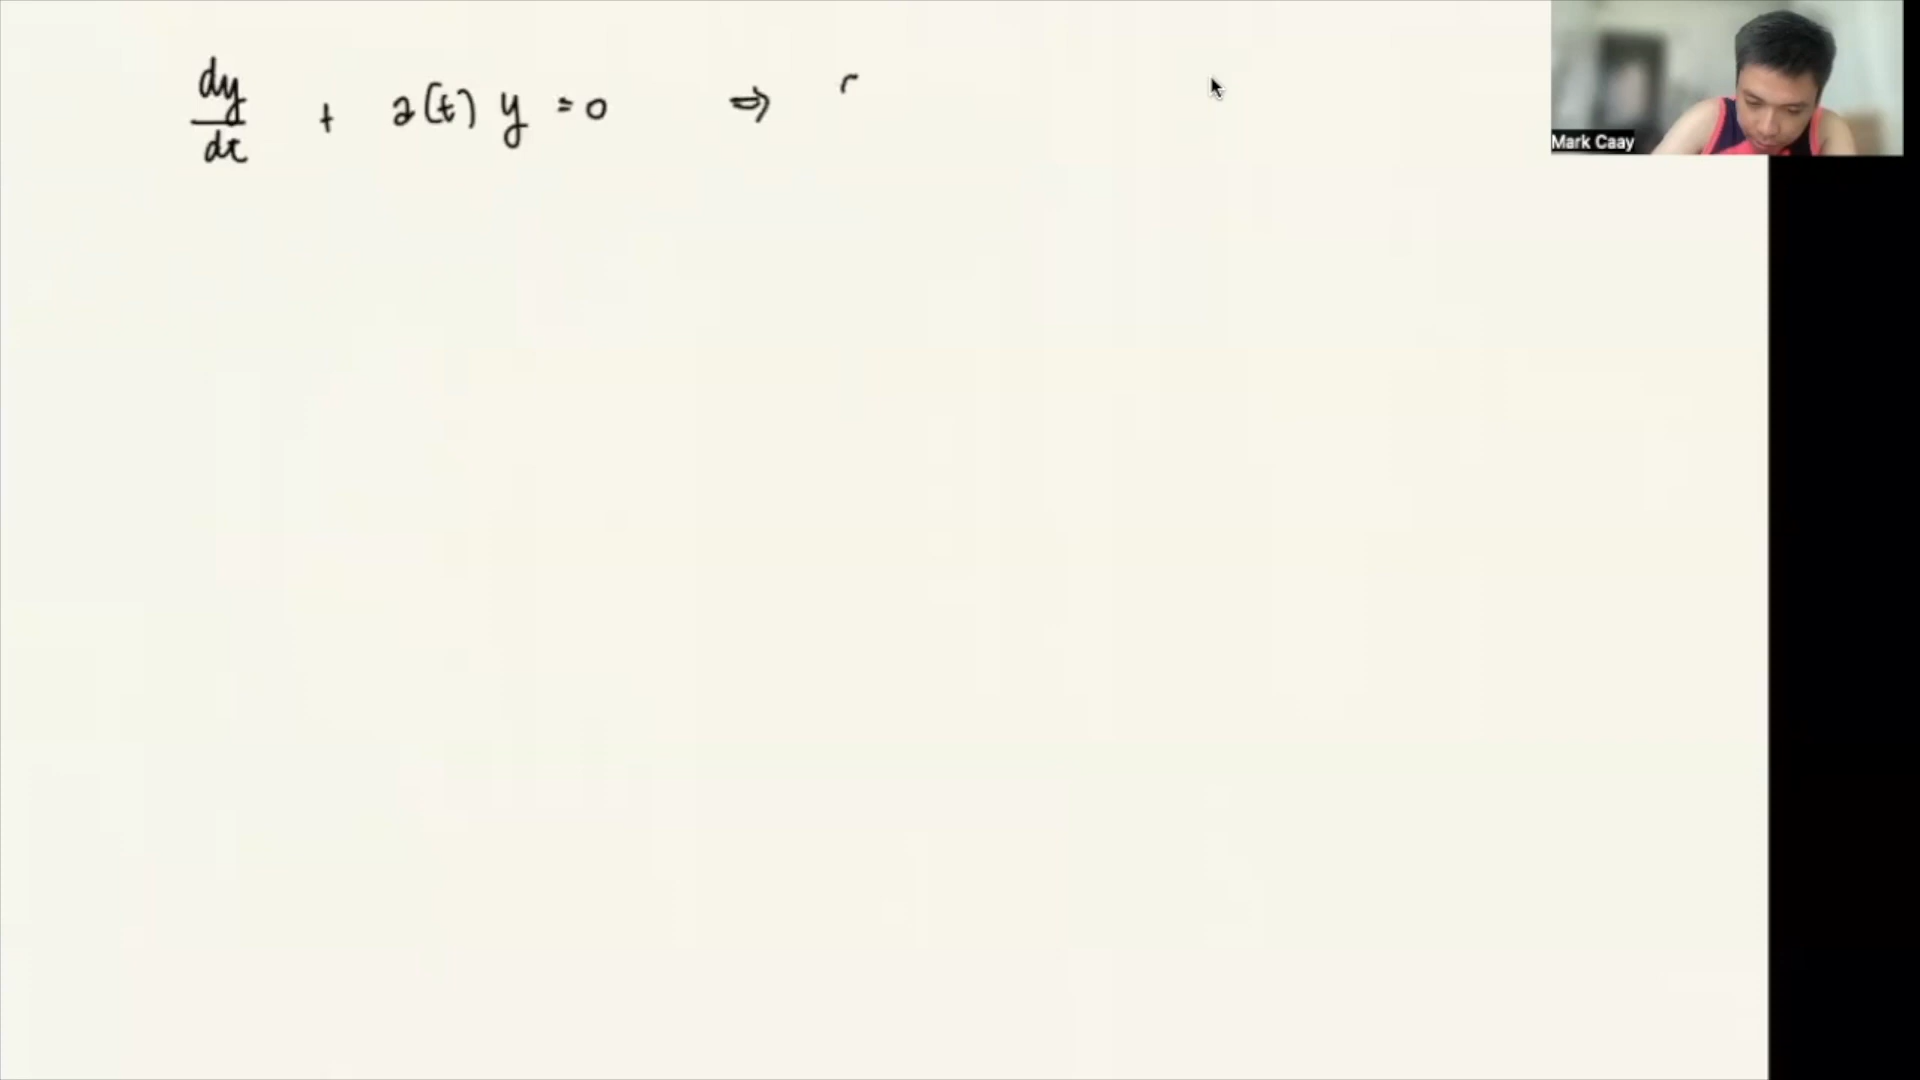 dy/dt + a(t) y = 0 ⇒ r
Mark Caay